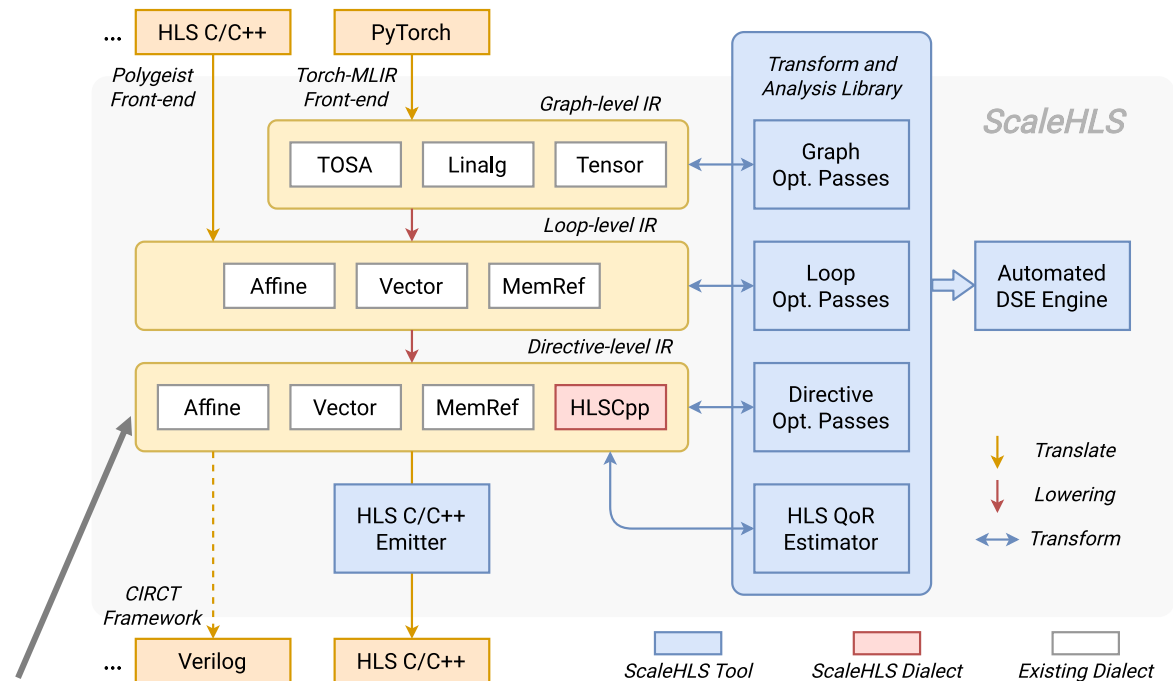 ...
HLS C/C++
PyTorch
Polygeist
Front-end
Torch-MLIR
Front-end
Graph-level IR
Transform and
Analysis Library
ScaleHLS
TOSA
Linalg
Tensor
Graph
Opt. Passes
Loop-level IR
Affine
Vector
MemRef
Loop
Opt. Passes
Automated
DSE Engine
Directive-level IR
Affine
Vector
MemRef
HLSCpp
Directive
Opt. Passes
Translate
Lowering
Transform
HLS C/C++
Emitter
HLS QoR
Estimator
CIRCT
Framework
...
Verilog
HLS C/C++
ScaleHLS Tool
ScaleHLS Dialect
Existing Dialect